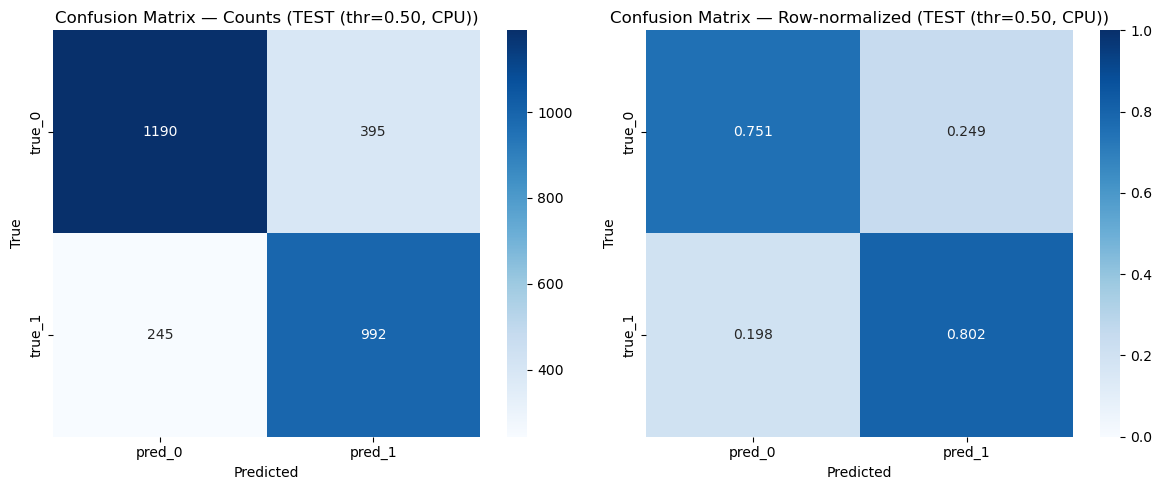 Confusion Matrix — Counts (TEST (thr=0.50, CPU))
true_0
1190
395
true_1
245
992
True
pred_0
pred_1
Predicted
1000
800
600
400
Confusion Matrix — Row-normalized (TEST (thr=0.50, CPU))
true_0
0.751
0.249
true_1
0.198
0.802
True
pred_0
pred_1
Predicted
1.0
0.8
0.6
0.4
0.2
0.0